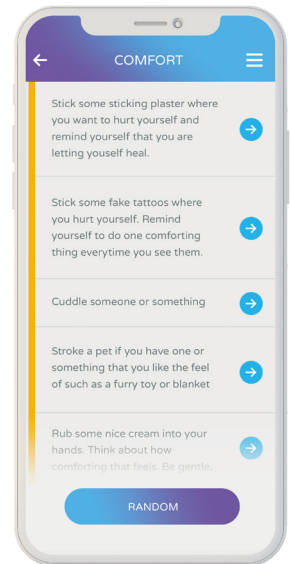 COMFORT
Stick some sticking plaster where
you want to hurt yourself and
remind yourself that you are
letting youself heal.
Stick some fake tattoos where
you hurt yourself. Remind
yourself to do one comforting
thing everytime you see them.
Cuddle someone or something
Stroke a pet if you have one or
something that you like the feel
of such as a furry toy or blanket
Rub some nice cream into your
hands. Think about how
comforting that feels. Be gentle.
RANDOM